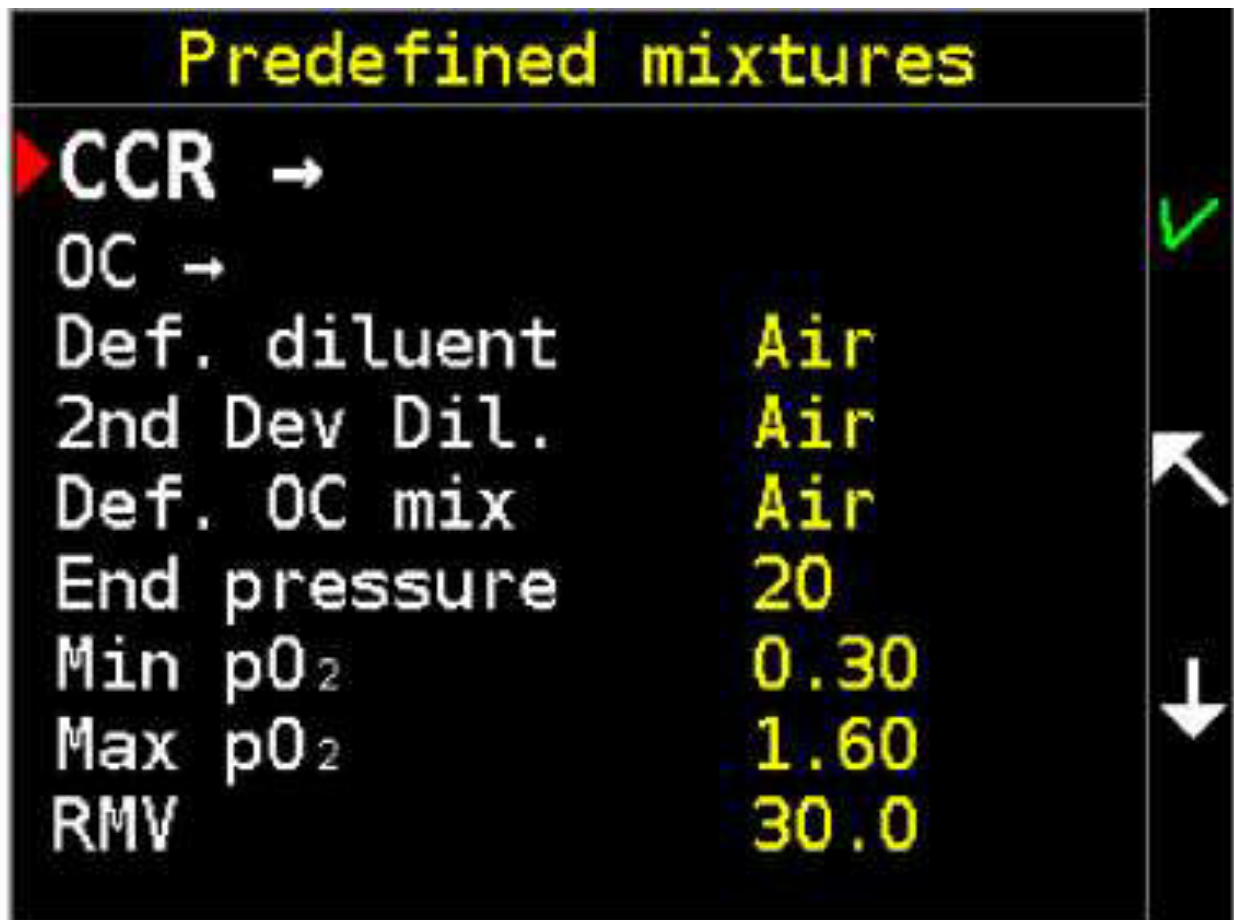 Predefined mixtures
CCR →
OC →
Def. diluent Air
2nd Dev Dil. Air
Def. OC mix Air
End pressure 20
Min pO₂ 0.30
Max pO₂ 1.60
RMV 30.0